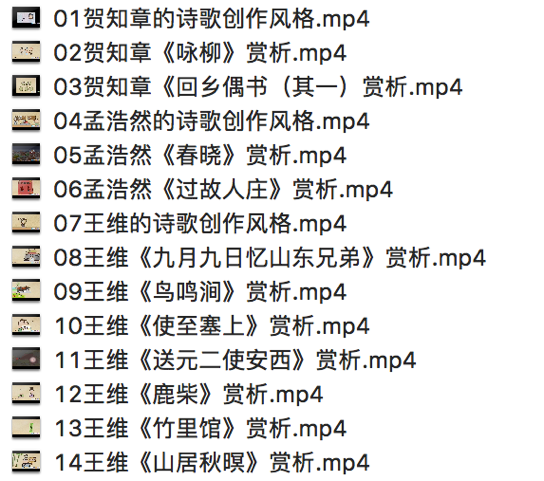 01贺知章的诗歌创作风格.mp4
02贺知章《咏柳》赏析.mp4
03贺知章《回乡偶书（其一）赏析.mp4
04孟浩然的诗歌创作风格.mp4
05孟浩然《春晓》赏析.mp4
06孟浩然《过故人庄》赏析.mp4
07王维的诗歌创作风格.mp4
08王维《九月九日忆山东兄弟》赏析.mp4
09王维《鸟鸣涧》赏析.mp4
10王维《使至塞上》赏析.mp4
11王维《送元二使安西》赏析.mp4
12王维《鹿柴》赏析.mp4
13王维《竹里馆》赏析.mp4
14王维《山居秋暝》赏析.mp4